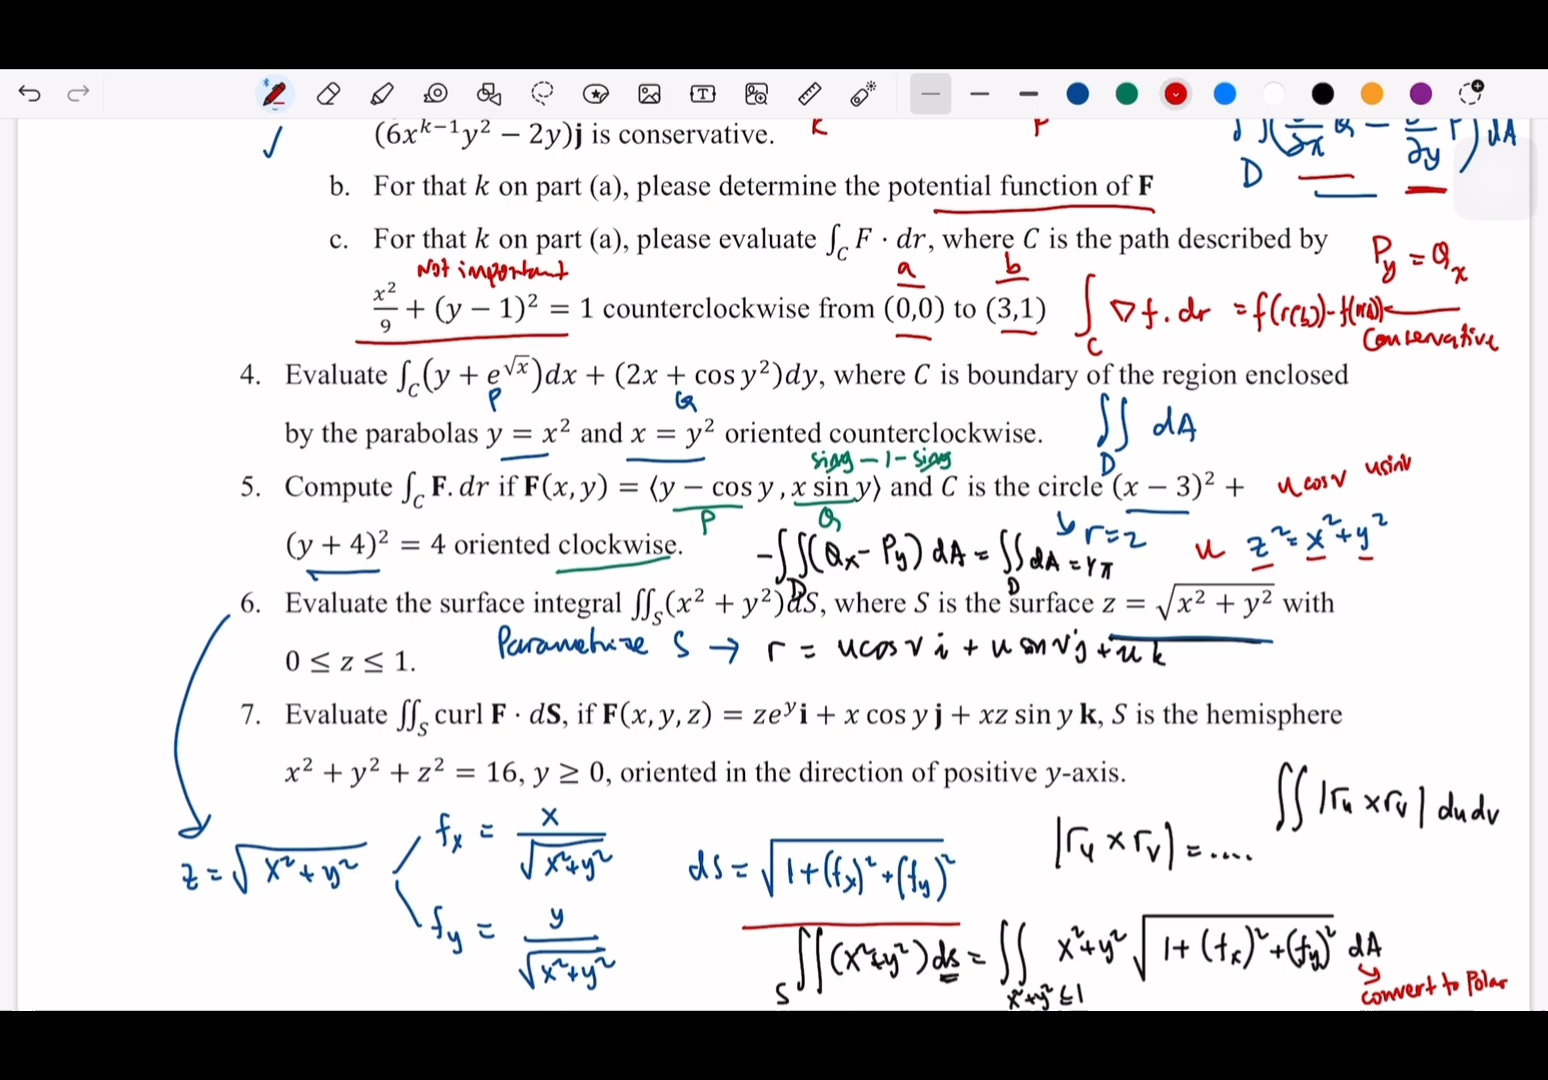 (6x^{k−1}y² − 2y)j is conservative.
b. For that k on part (a), please determine the potential function of F
D
c. For that k on part (a), please evaluate ∫_C F · dr, where C is the path described by
Not important
a
b
P_y = Q_x
x²/9 + (y − 1)² = 1 counterclockwise from (0,0) to (3,1)
∫_C ∇f . dr = f(r(b)) − f(r(a))
Conservative
4. Evaluate ∫_C (y + e^{√x})dx + (2x + cos y²)dy, where C is boundary of the region enclosed
P
Q
by the parabolas y = x² and x = y² oriented counterclockwise.
∬_D dA
siny − 1 − siny
5. Compute ∫_C F. dr if F(x, y) = ⟨y − cos y , x sin y⟩ and C is the circle (x − 3)² +
u cosv usinv
P
Q
(y + 4)² = 4 oriented clockwise.
−∬_D (Q_x − P_y) dA = ∬_D dA = 4π
r = 2
u z² = x² + y²
6. Evaluate the surface integral ∬_S (x² + y²)dS, where S is the surface z = √(x² + y²) with
Parametrize S → r = u cos v i + u sin v j + u k
0 ≤ z ≤ 1.
7. Evaluate ∬_S curl F · dS, if F(x, y, z) = ze^y i + x cos y j + xz sin y k, S is the hemisphere
x² + y² + z² = 16, y ≥ 0, oriented in the direction of positive y-axis.
∬ |r_u × r_v| du dv
f_x = x/√(x²+y²)
|r_u × r_v| = ....
z = √(x² + y²)
ds = √(1 + (f_x)² + (f_y)²)
f_y = y/√(x²+y²)
∬_S (x²+y²) ds = ∬_{x²+y² ≤ 1} x²+y² √(1 + (f_x)² + (f_y)²) dA
convert to Polar